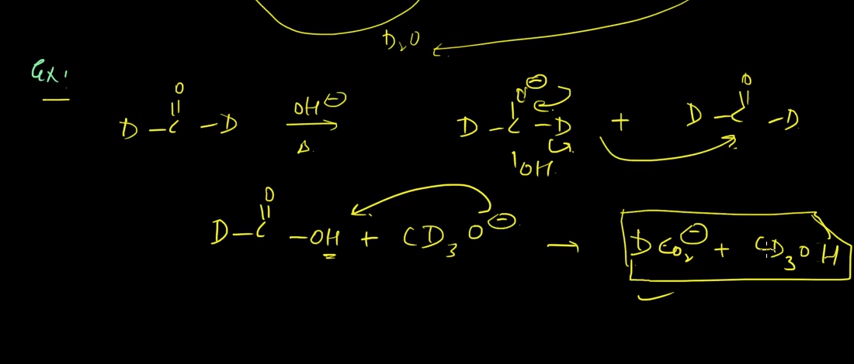 D₂O
Ex:
O O⊖ O
D-C-D OH⊖ → Δ D-C-D + D-C-D
OH
O
D-C-OH + CD₃O⊖ → DCO₂⊖ + CD₃OH